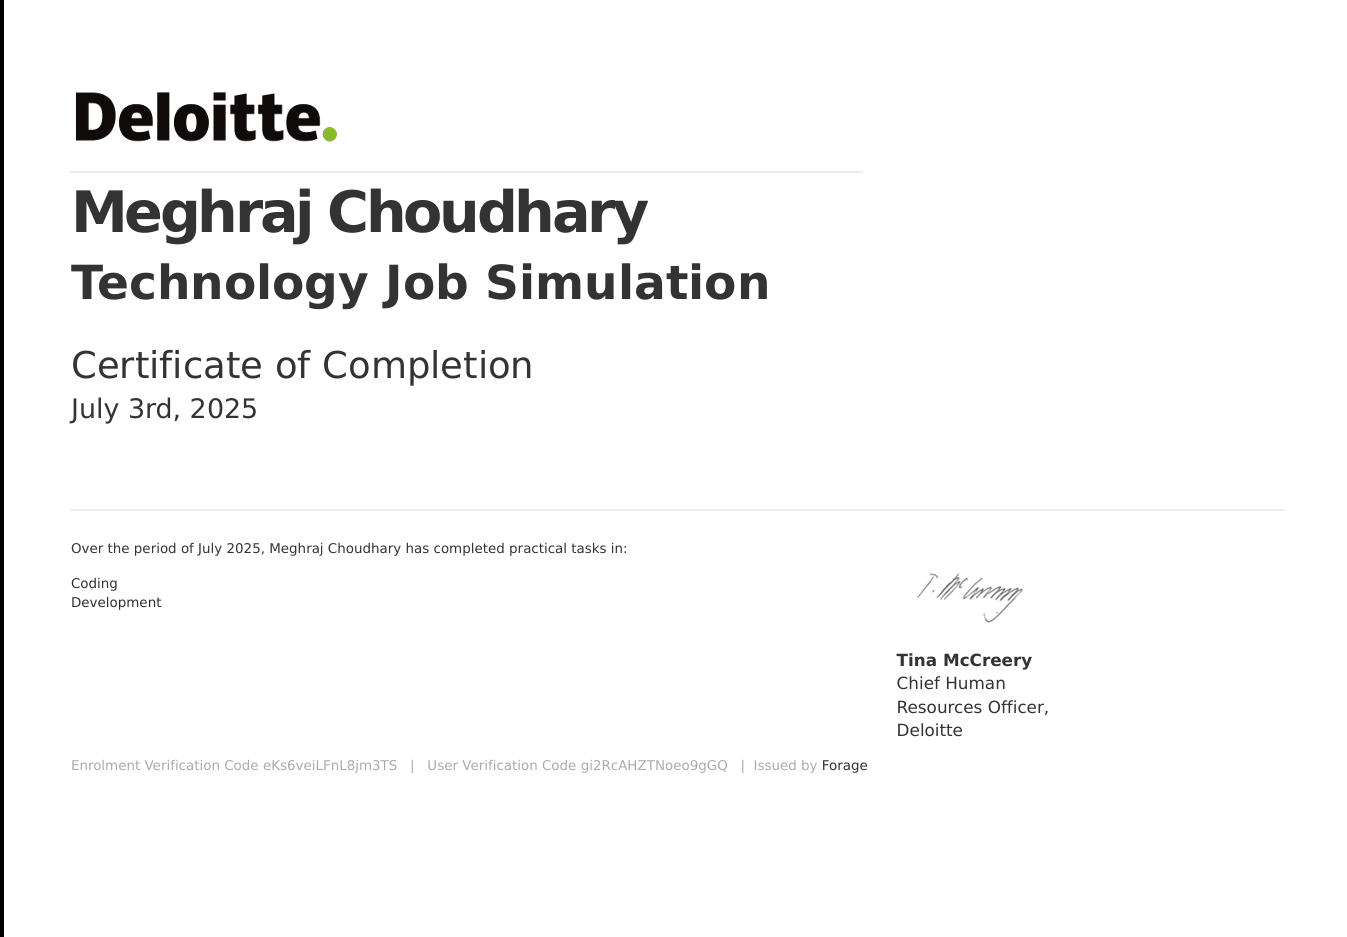 Deloitte.
Meghraj Choudhary
Technology Job Simulation
Certificate of Completion
July 3rd, 2025
Over the period of July 2025, Meghraj Choudhary has completed practical tasks in:
Coding
Development
T. McCreery
Tina McCreery
Chief Human
Resources Officer,
Deloitte
Enrolment Verification Code eKs6veiLFnL8jm3TS | User Verification Code gi2RcAHZTNoeo9gGQ | Issued by Forage